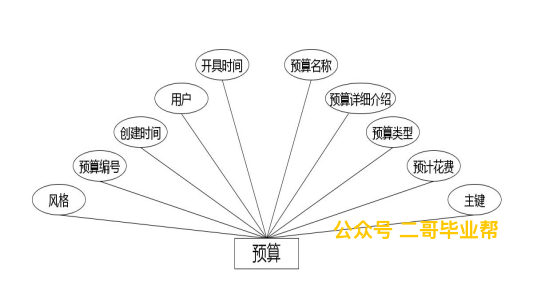 开具时间
预算名称
用户
预算详细介绍
创建时间
预算类型
预算编号
预计花费
风格
主键
公众号 二哥毕业帮
预算